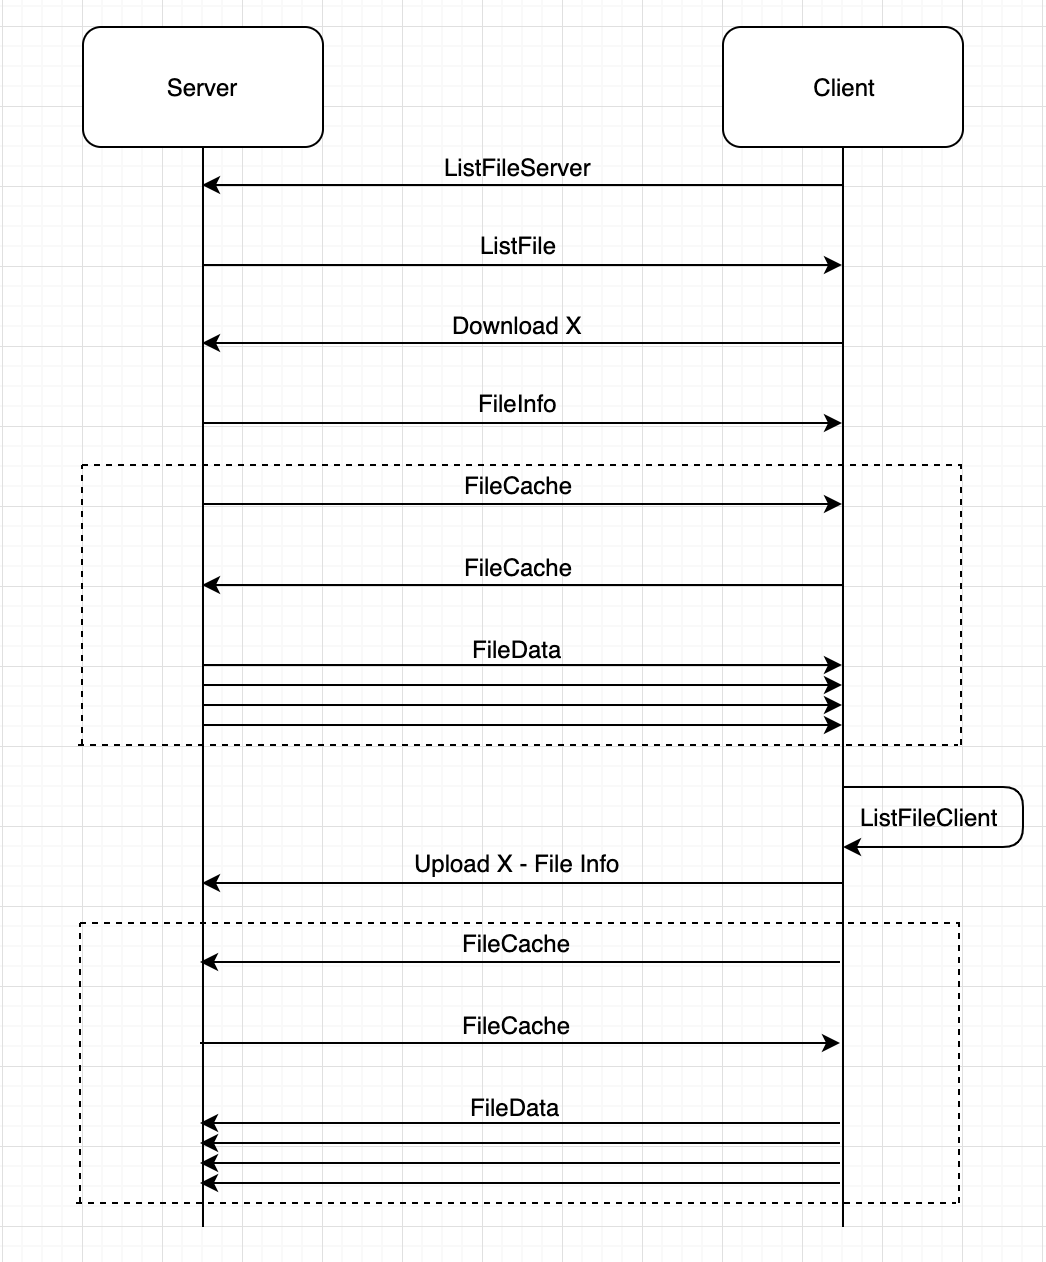 Server
Client
ListFileServer
ListFile
Download X
FileInfo
FileCache
FileCache
FileData
ListFileClient
Upload X - File Info
FileCache
FileCache
FileData